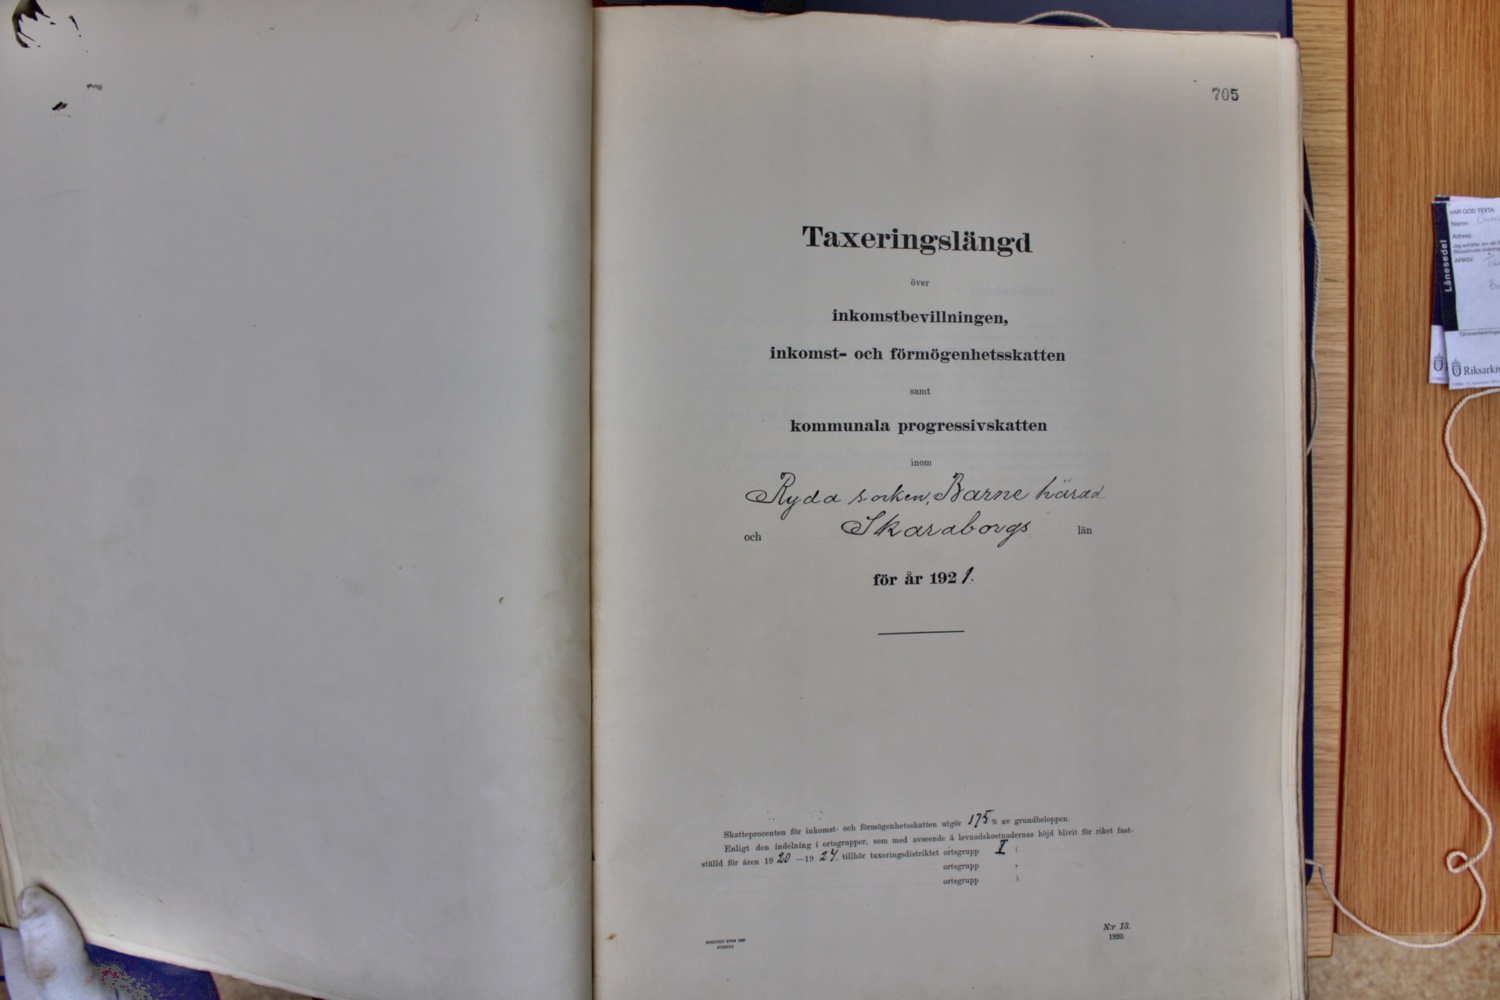 705
Taxeringslängd
över
inkomstbevillningen,
inkomst- och förmögenhetsskatten
samt
kommunala progressivskatten
inom
Ryda socken, Barne härad
och Skaraborgs län
för år 1921.
Skatteprocenten för inkomst- och förmögenhetsskatten utgör 175 % av grundbeloppen.
Enligt den indelning i ortsgrupper, som med avseende å levnadskostnadernas höjd blivit för riket fast-
ställd för åren 1920—1924, tillhör taxeringsdistriktet ortsgrupp I (
ortsgrupp
ortsgrupp ).
N:r 13.
1920.
Lånesedel
VAR GOD TEXTA
Namn:
Adress:
ARKIV:
Riksarkiv